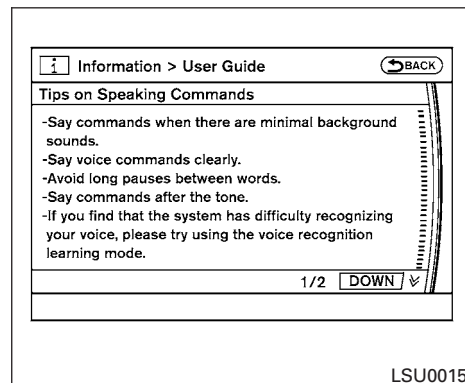 i Information > User Guide BACK
Tips on Speaking Commands
-Say commands when there are minimal background
sounds.
-Say voice commands clearly.
-Avoid long pauses between words.
-Say commands after the tone.
-If you find that the system has difficulty recognizing
your voice, please try using the voice recognition
learning mode.
1/2 DOWN
LSU0015